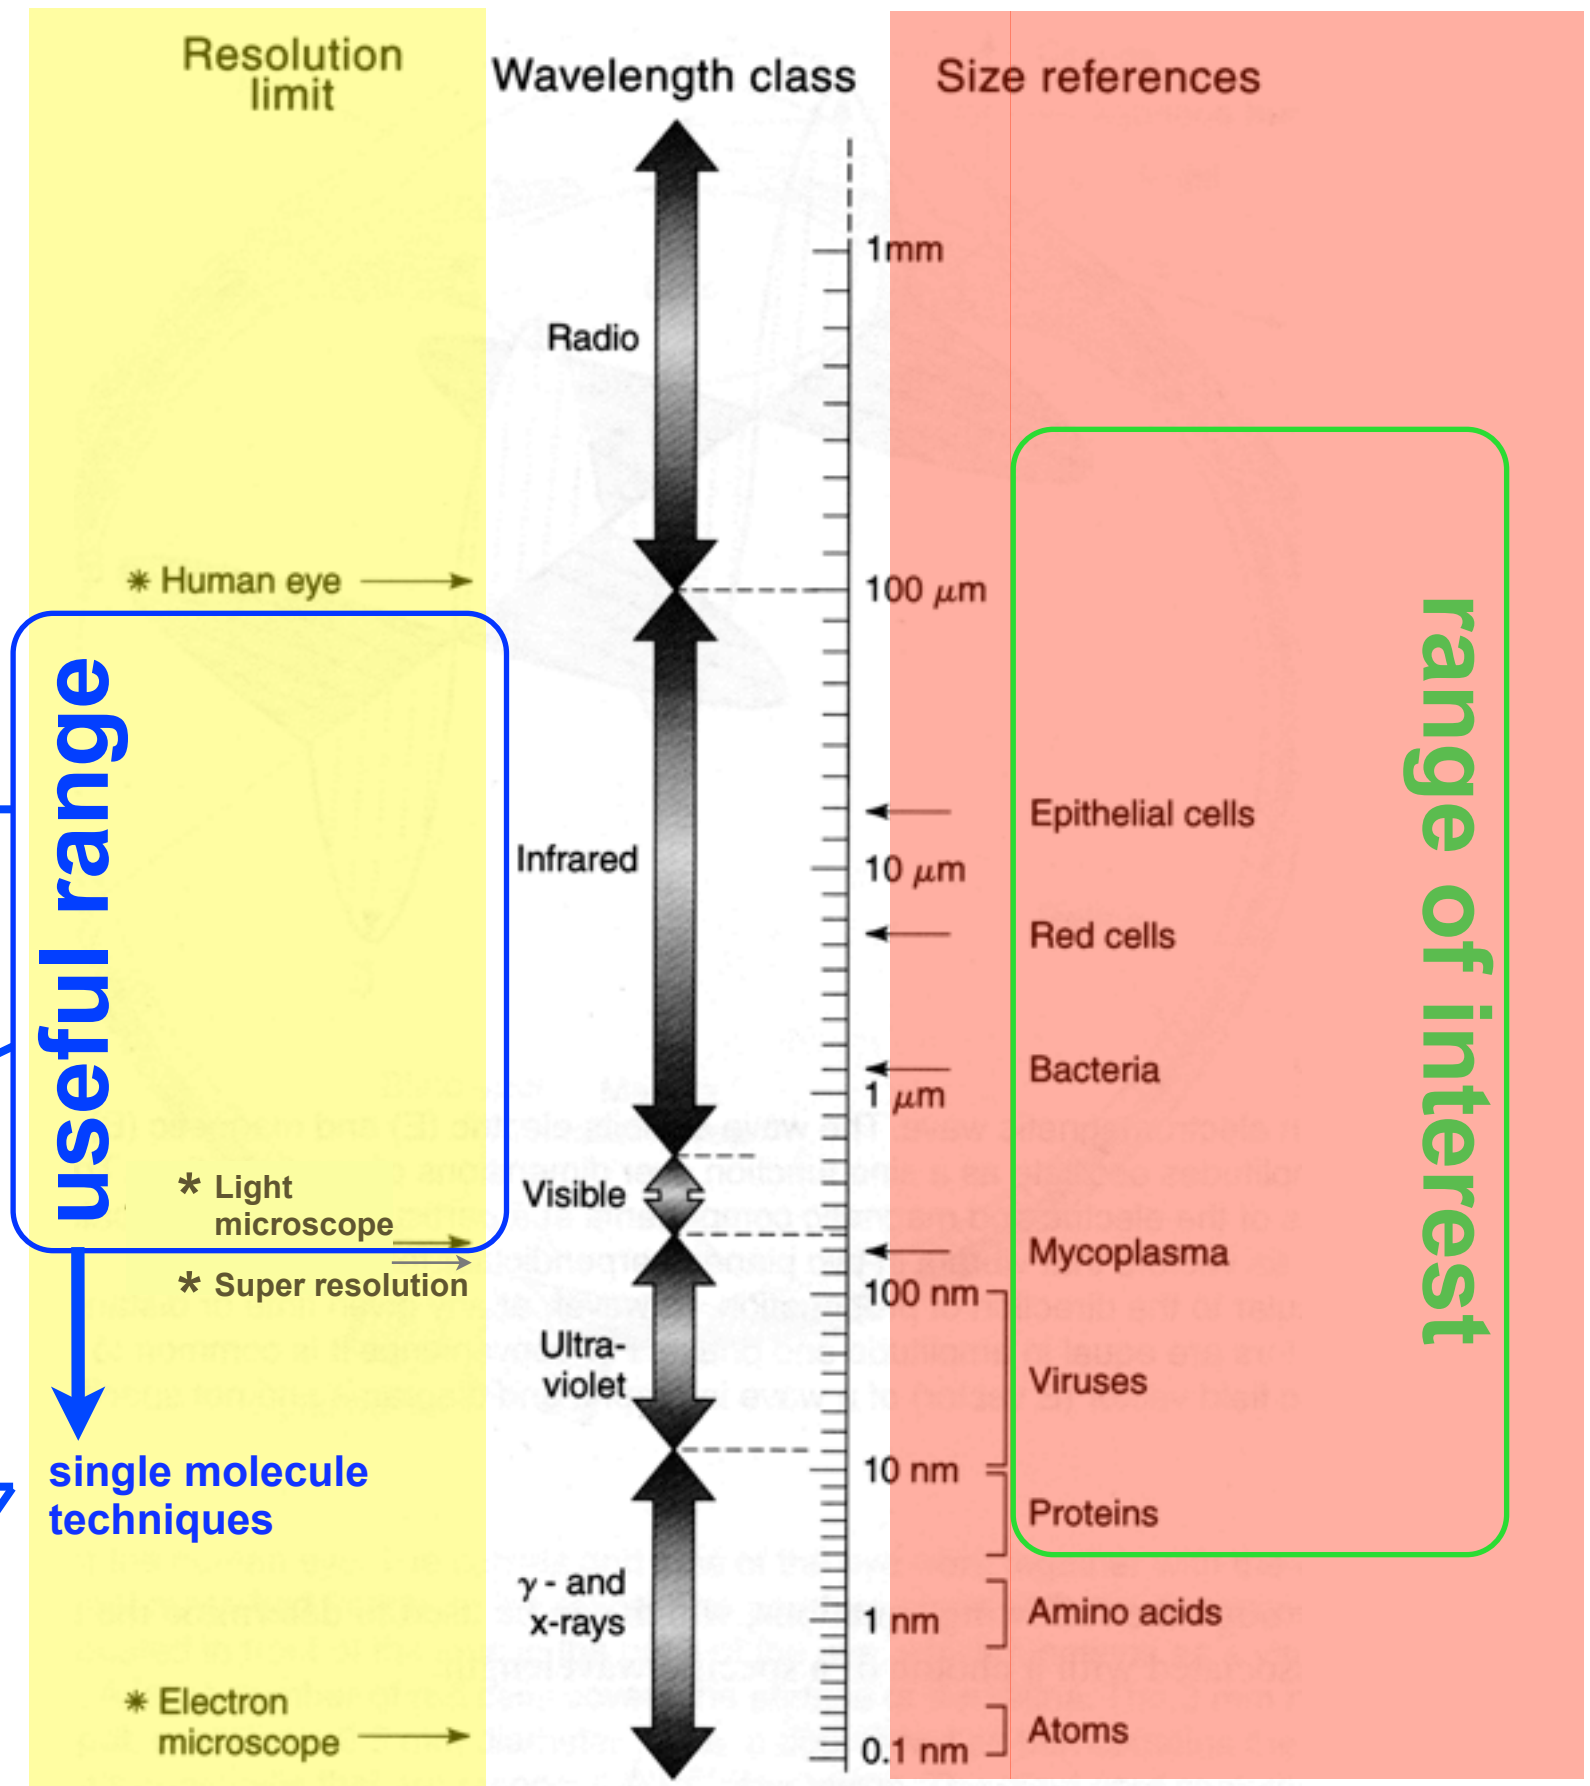 Resolution
limit
Wavelength class
Size references
1mm
Radio
* Human eye
100 μm
useful range
range of interest
Epithelial cells
Infrared
10 μm
Red cells
Bacteria
1 μm
* Light
microscope
Visible
Mycoplasma
* Super resolution
100 nm
Ultra-
violet
Viruses
single molecule
techniques
10 nm
Proteins
γ - and
x-rays
1 nm
Amino acids
* Electron
microscope
Atoms
0.1 nm